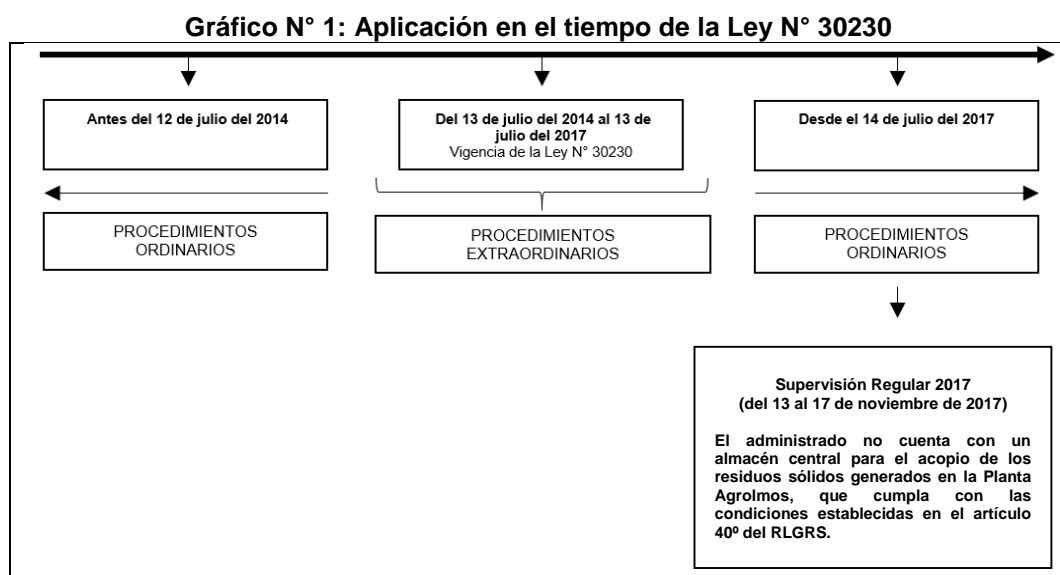 Gráfico N° 1: Aplicación en el tiempo de la Ley N° 30230
Antes del 12 de julio del 2014
Del 13 de julio del 2014 al 13 de
julio del 2017
Vigencia de la Ley N° 30230
Desde el 14 de julio del 2017
PROCEDIMIENTOS
ORDINARIOS
PROCEDIMIENTOS
EXTRAORDINARIOS
PROCEDIMIENTOS
ORDINARIOS
Supervisión Regular 2017
(del 13 al 17 de noviembre de 2017)
El administrado no cuenta con un
almacén central para el acopio de los
residuos sólidos generados en la Planta
Agrolmos, que cumpla con las
condiciones establecidas en el artículo
40º del RLGRS.